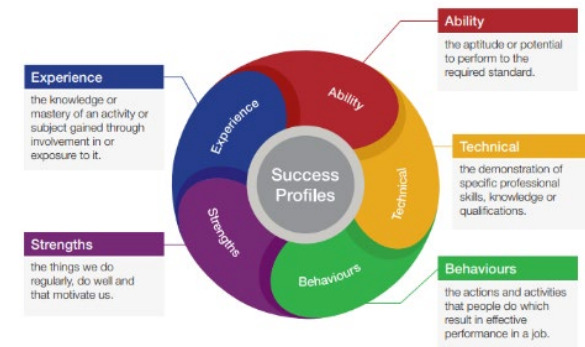 Ability
the aptitude or potential
to perform to the
required standard.
Experience
the knowledge or
mastery of an activity or
subject gained through
involvement in or
exposure to it.
Technical
the demonstration of
specific professional
skills, knowledge or
qualifications.
Strengths
the things we do
regularly, do well and
that motivate us.
Behaviours
the actions and activities
that people do which
result in effective
performance in a job.
Success
Profiles
Ability
Technical
Behaviours
Strengths
Experience